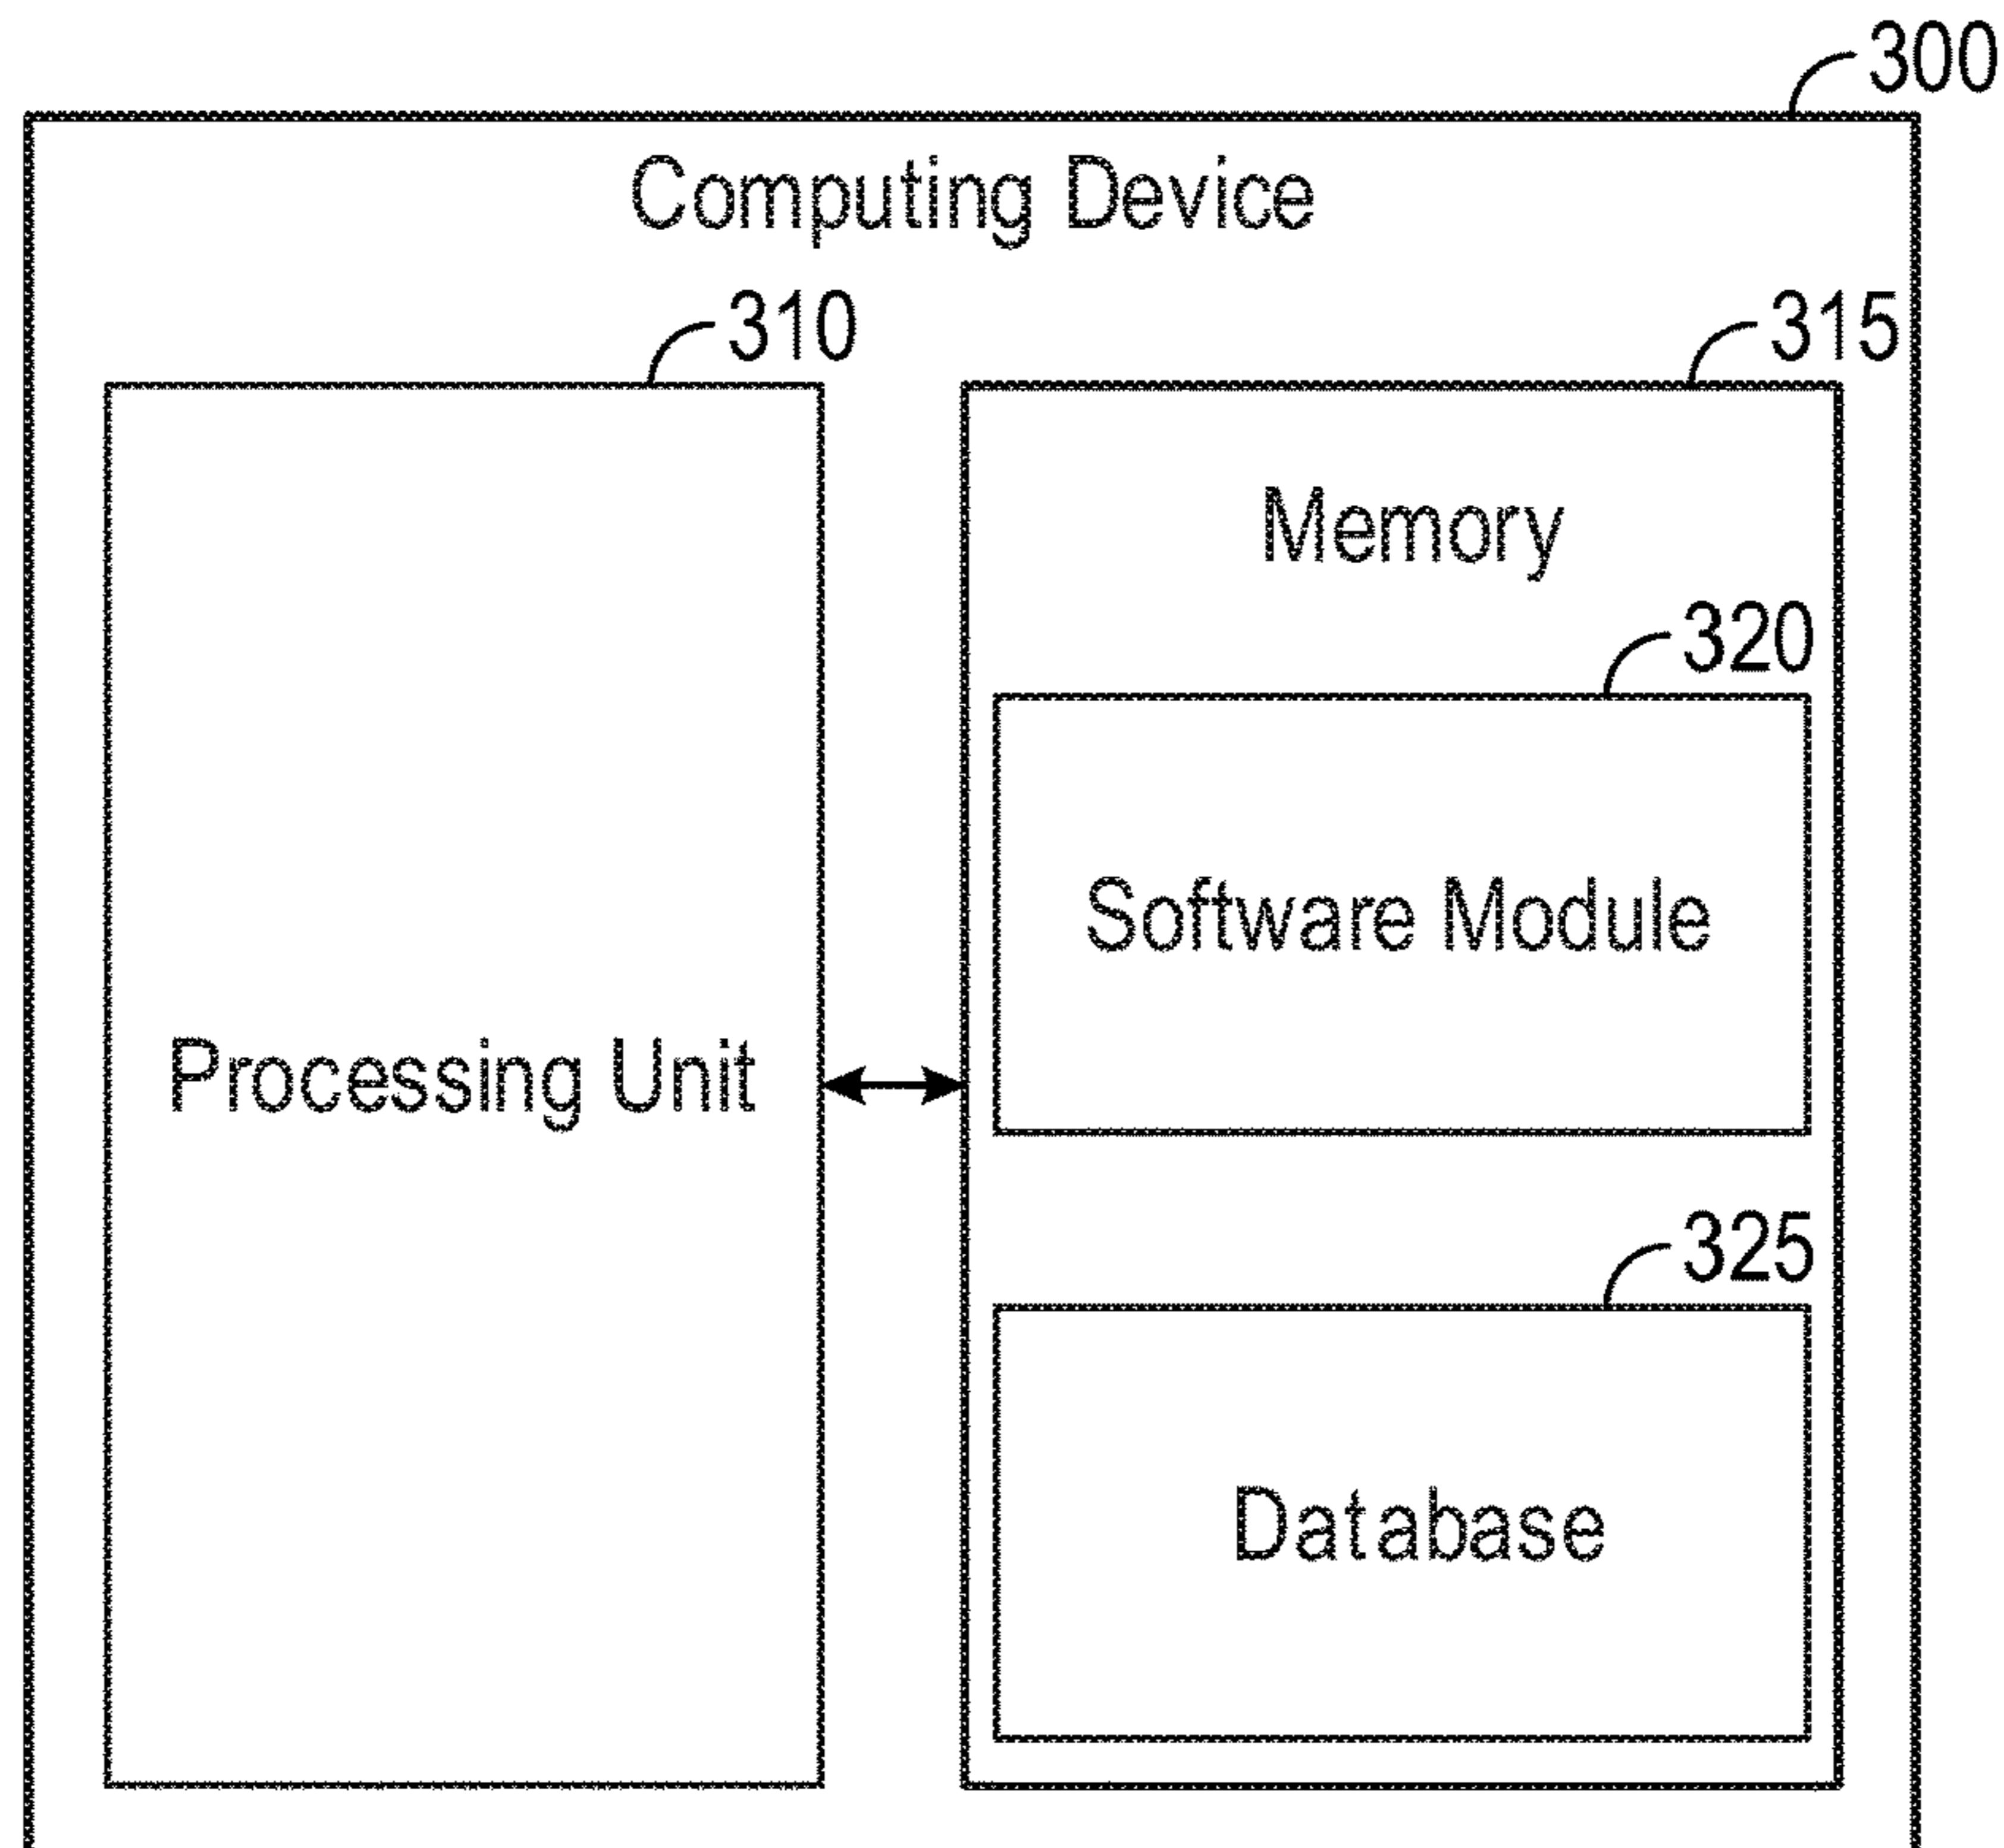 300
Computing Device
310
315
Memory
320
Software Module
Processing Unit
325
Database